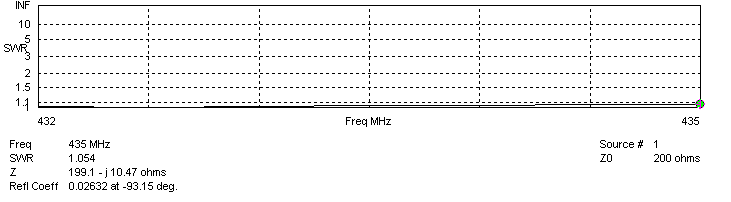 INF
10
5
SWR
3
2
1.5
1.1
1
432 Freq MHz 435
Freq 435 MHz Source # 1
SWR 1.054 Z0 200 ohms
Z 199.1 - j 10.47 ohms
Refl Coeff 0.02632 at -93.15 deg.